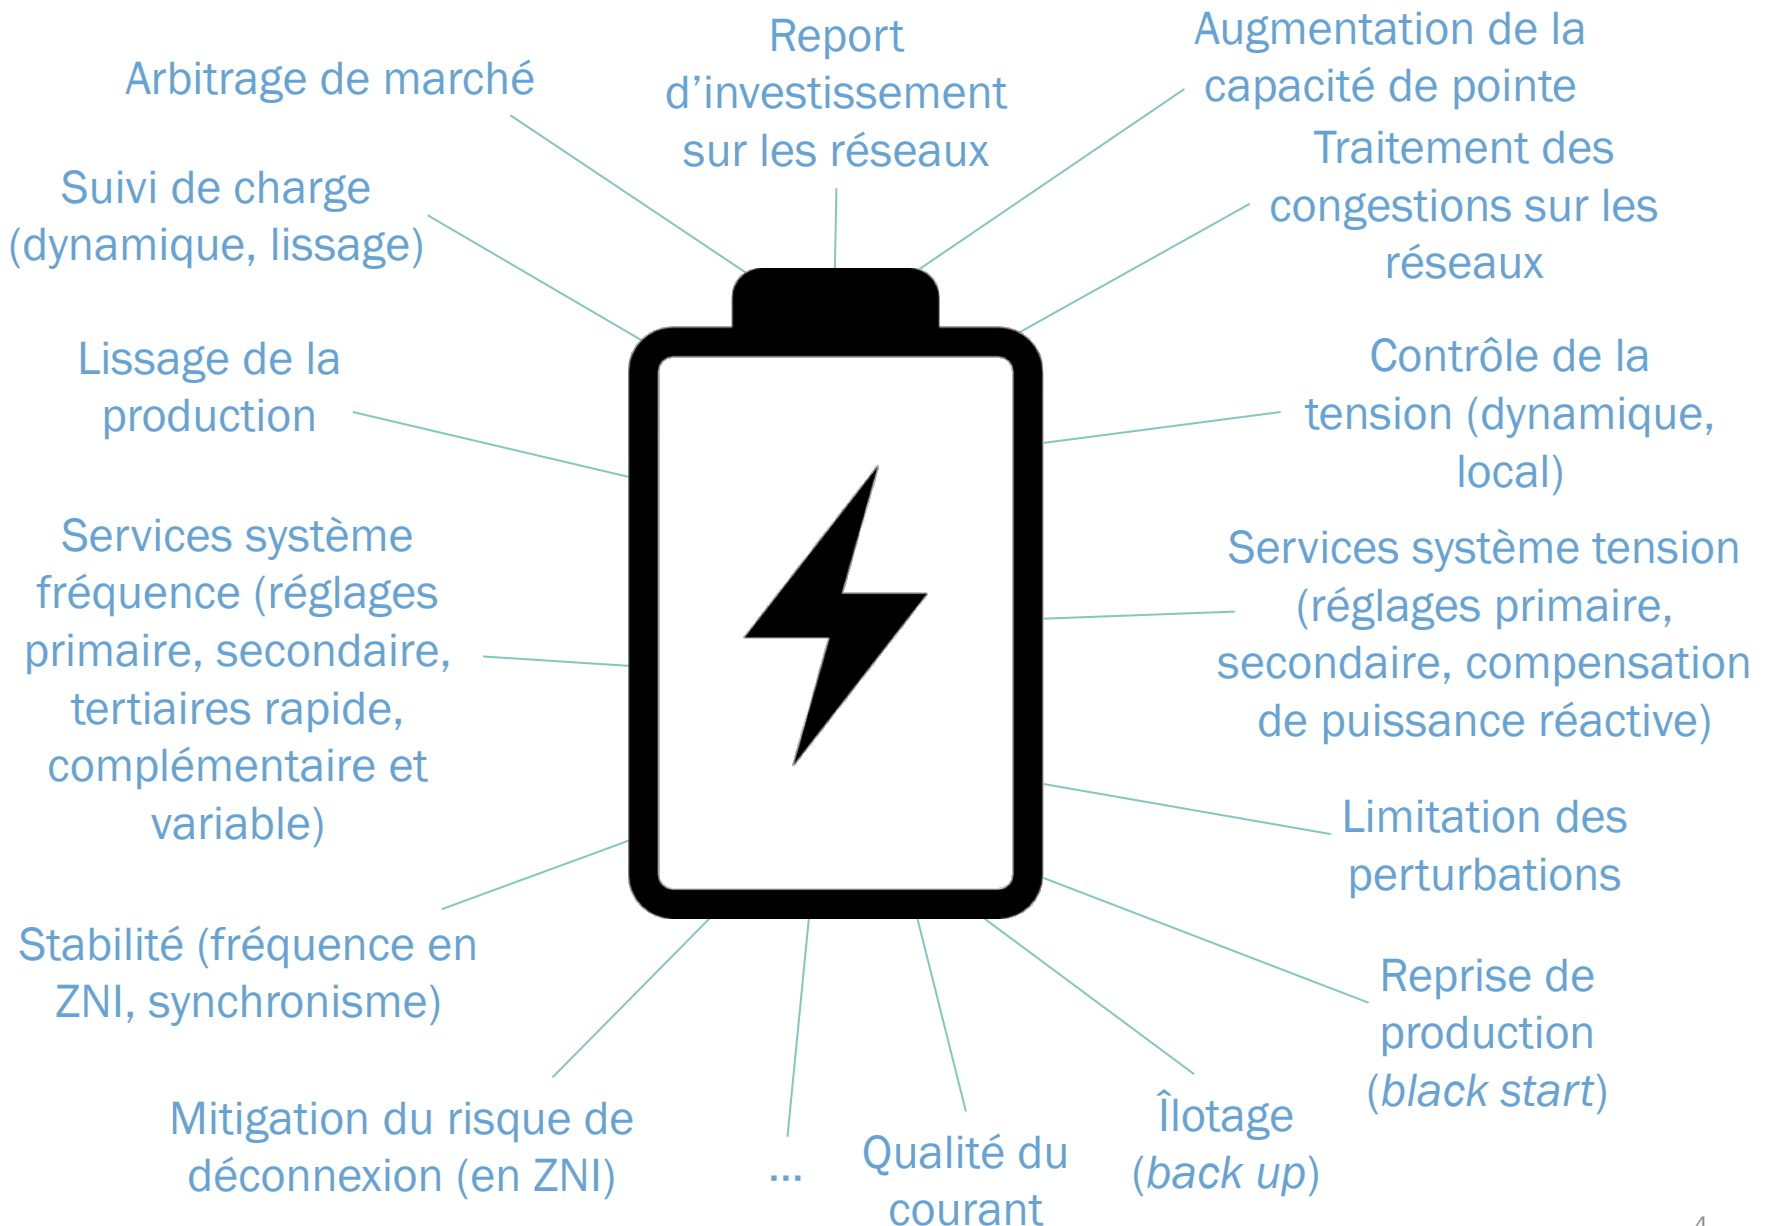 Arbitrage de marché
Report
d’investissement
sur les réseaux
Augmentation de la
capacité de pointe
Suivi de charge
(dynamique, lissage)
Traitement des
congestions sur les
réseaux
Lissage de la
production
Contrôle de la
tension (dynamique,
local)
Services système
fréquence (réglages
primaire, secondaire,
tertiaires rapide,
complémentaire et
variable)
Services système tension
(réglages primaire,
secondaire, compensation
de puissance réactive)
Limitation des
perturbations
Stabilité (fréquence en
ZNI, synchronisme)
Reprise de
production
(black start)
Mitigation du risque de
déconnexion (en ZNI)
...
Qualité du
courant
Îlotage
(back up)
4